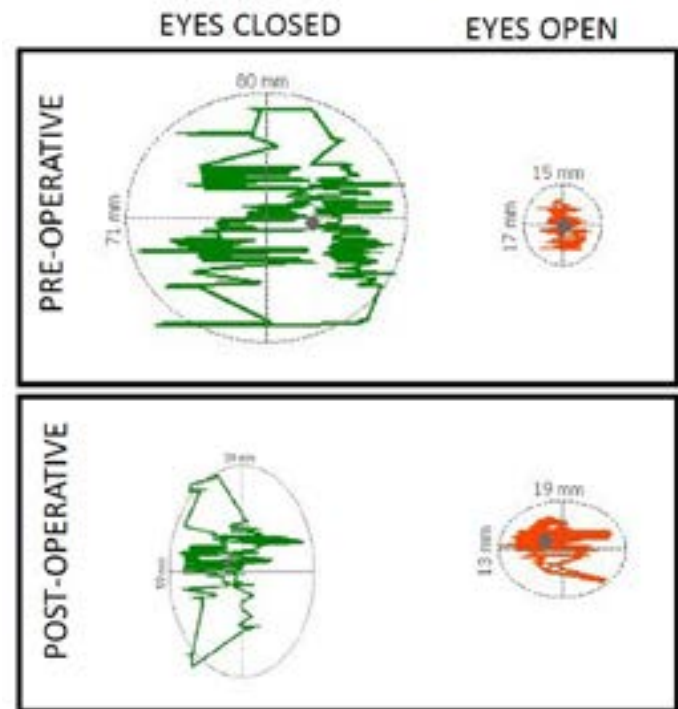 EYES CLOSED
EYES OPEN
PRE-OPERATIVE
80 mm
71 mm
15 mm
17 mm
POST-OPERATIVE
19 mm
13 mm